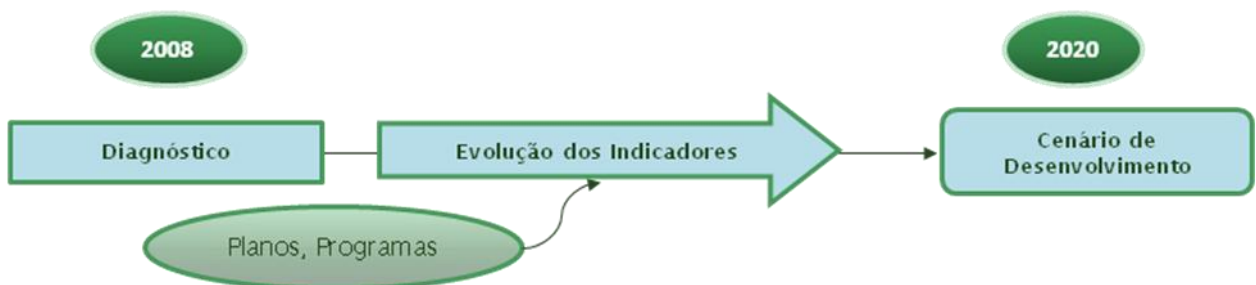 2008
2020
Diagnóstico
Evolução dos Indicadores
Cenário de
Desenvolvimento
Planos, Programas